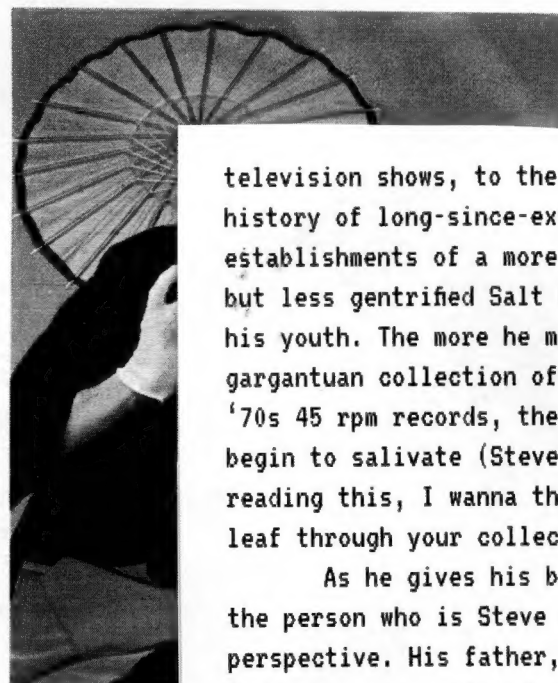 television shows, to the
history of long-since-ex
establishments of a more
but less gentrified Salt
his youth. The more he m
gargantuan collection of
‘70s 45 rpm records, the
begin to salivate (Steve
reading this, I wanna th
leaf through your collec
As he gives his b
the person who is Steve
perspective. His father,